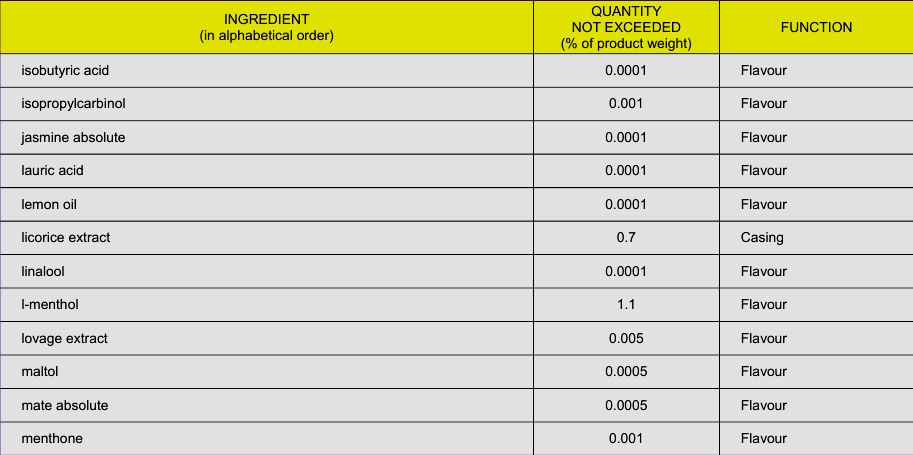 INGREDIENT
(in alphabetical order)
QUANTITY
NOT EXCEEDED
(% of product weight)
FUNCTION
isobutyric acid 0.0001 Flavour
isopropylcarbinol 0.001 Flavour
jasmine absolute 0.0001 Flavour
lauric acid 0.0001 Flavour
lemon oil 0.0001 Flavour
licorice extract 0.7 Casing
linalool 0.0001 Flavour
l-menthol 1.1 Flavour
lovage extract 0.005 Flavour
maltol 0.0005 Flavour
mate absolute 0.0005 Flavour
menthone 0.001 Flavour